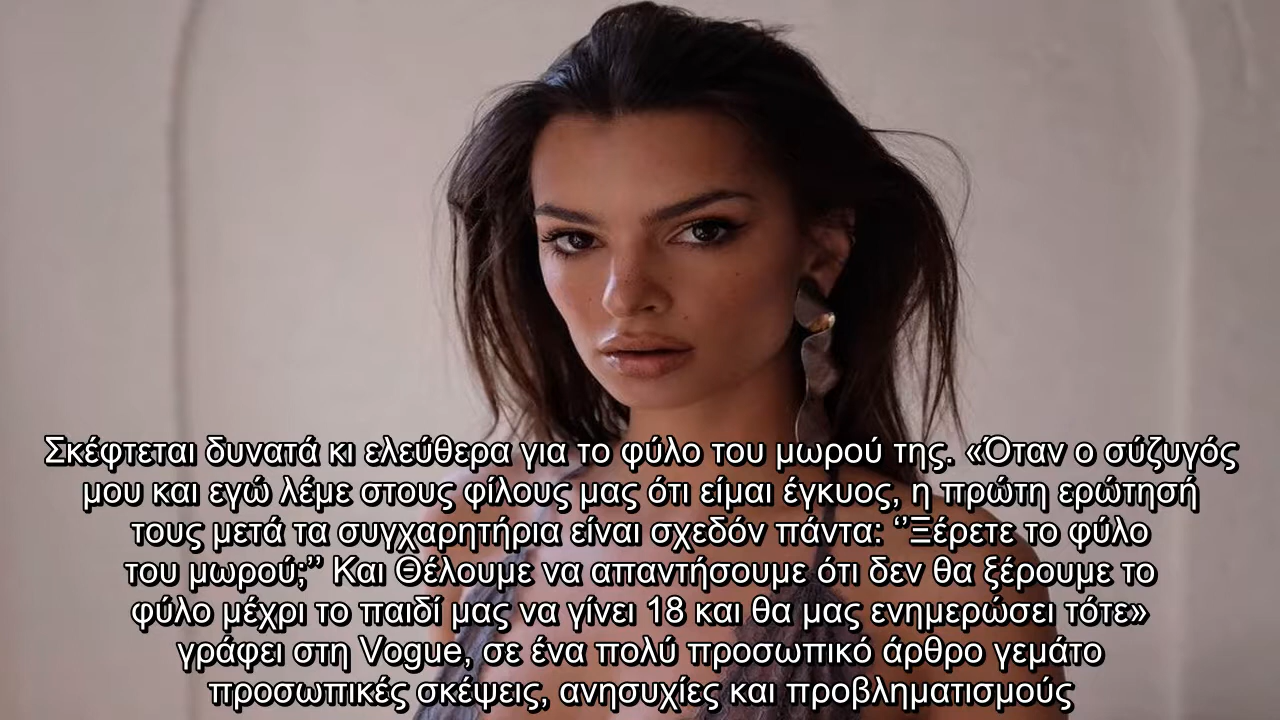 Σκέφτεται δυνατά κι ελεύθερα για το φύλο του μωρού της. «Όταν ο σύζυγός
μου και εγώ λέμε στους φίλους μας ότι είμαι έγκυος, η πρώτη ερώτησή
τους μετά τα συγχαρητήρια είναι σχεδόν πάντα: ‘’Ξέρετε το φύλο
του μωρού;’’ Και Θέλουμε να απαντήσουμε ότι δεν θα ξέρουμε το
φύλο μέχρι το παιδί μας να γίνει 18 και θα μας ενημερώσει τότε»
γράφει στη Vogue, σε ένα πολύ προσωπικό άρθρο γεμάτο
προσωπικές σκέψεις, ανησυχίες και προβληματισμούς